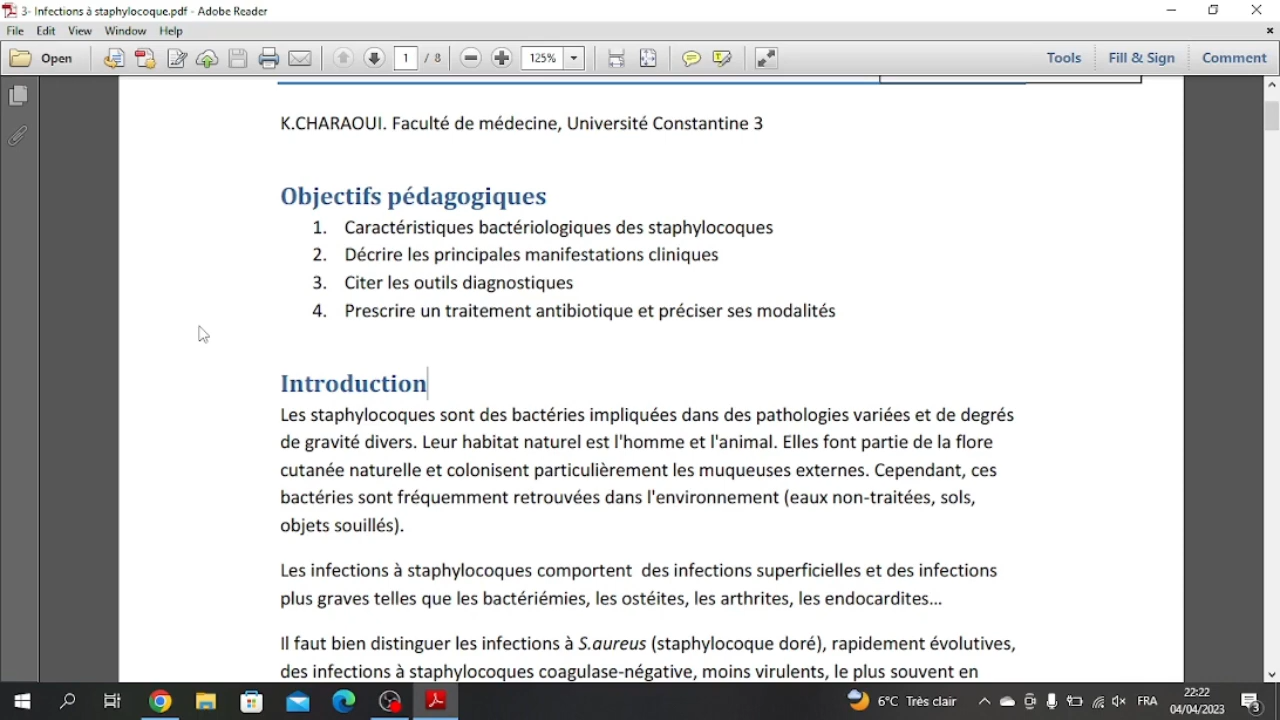 3- Infections à staphylocoque.pdf - Adobe Reader
File Edit View Window Help
Open 1 / 8 125% Tools Fill & Sign Comment
K.CHARAOUI. Faculté de médecine, Université Constantine 3
Objectifs pédagogiques
1. Caractéristiques bactériologiques des staphylocoques
2. Décrire les principales manifestations cliniques
3. Citer les outils diagnostiques
4. Prescrire un traitement antibiotique et préciser ses modalités
Introduction
Les staphylocoques sont des bactéries impliquées dans des pathologies variées et de degrés
de gravité divers. Leur habitat naturel est l'homme et l'animal. Elles font partie de la flore
cutanée naturelle et colonisent particulièrement les muqueuses externes. Cependant, ces
bactéries sont fréquemment retrouvées dans l'environnement (eaux non-traitées, sols,
objets souillés).
Les infections à staphylocoques comportent  des infections superficielles et des infections
plus graves telles que les bactériémies, les ostéites, les arthrites, les endocardites...
Il faut bien distinguer les infections à S.aureus (staphylocoque doré), rapidement évolutives,
des infections à staphylocoques coagulase-négative, moins virulents, le plus souvent en
6°C Très clair FRA 22:22
04/04/2023 3